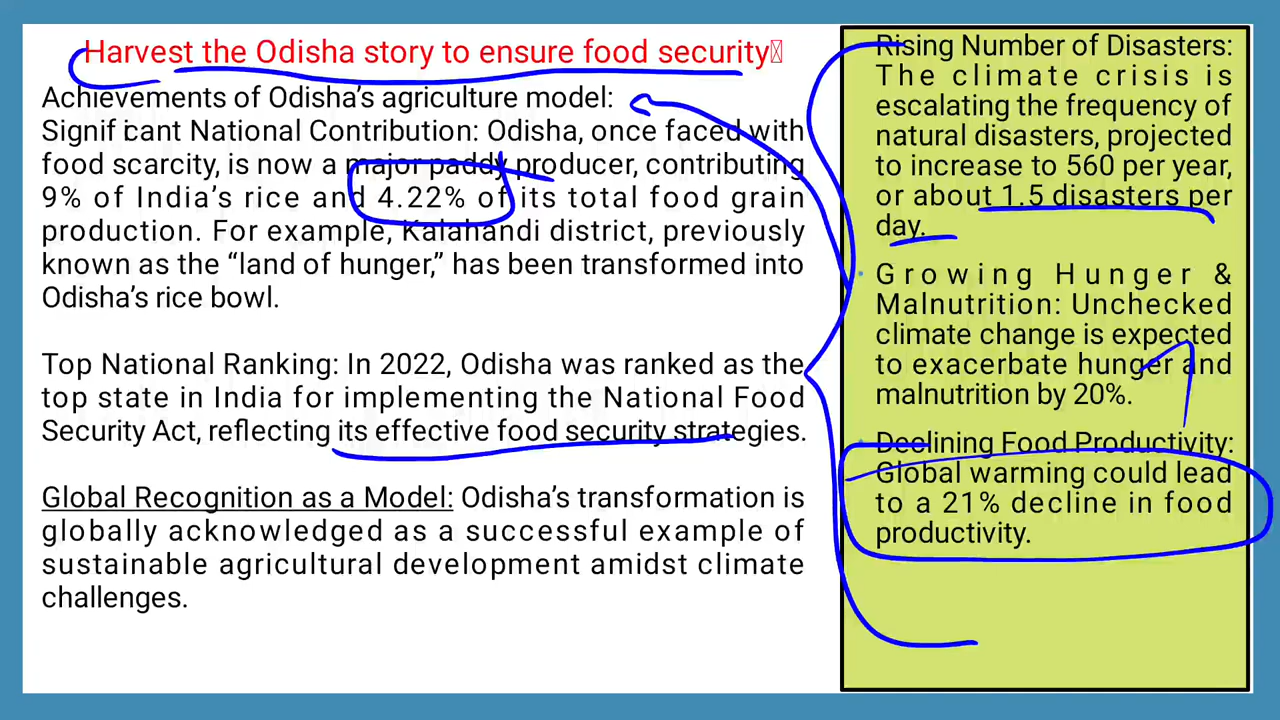 Harvest the Odisha story to ensure food security
Achievements of Odisha's agriculture model:
Significant National Contribution: Odisha, once faced with
food scarcity, is now a major paddy producer, contributing
9% of India's rice and 4.22% of its total food grain
production. For example, Kalahandi district, previously
known as the “land of hunger,” has been transformed into
Odisha's rice bowl.
Top National Ranking: In 2022, Odisha was ranked as the
top state in India for implementing the National Food
Security Act, reflecting its effective food security strategies.
Global Recognition as a Model: Odisha's transformation is
globally acknowledged as a successful example of
sustainable agricultural development amidst climate
challenges.
Rising Number of Disasters:
The climate crisis is
escalating the frequency of
natural disasters, projected
to increase to 560 per year,
or about 1.5 disasters per
day.
Growing Hunger &
Malnutrition: Unchecked
climate change is expected
to exacerbate hunger and
malnutrition by 20%.
Declining Food Productivity:
Global warming could lead
to a 21% decline in food
productivity.